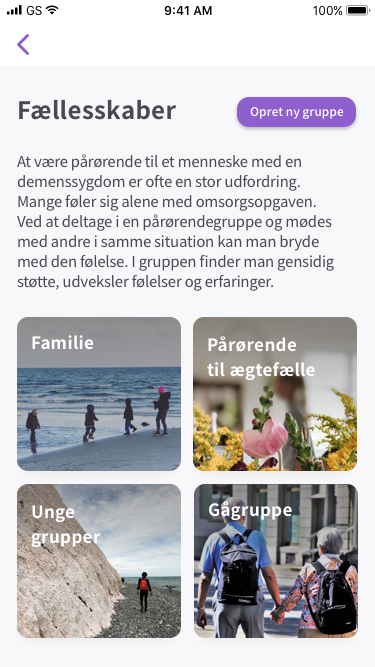 GS 9:41 AM 100%
Fællesskaber
Opret ny gruppe
At være pårørende til et menneske med en
demenssygdom er ofte en stor udfordring.
Mange føler sig alene med omsorgsopgaven.
Ved at deltage i en pårørendegruppe og mødes
med andre i samme situation kan man bryde
med den følelse. I gruppen finder man gensidig
støtte, udveksler følelser og erfaringer.
Familie
Pårørende
til ægtefælle
Unge
grupper
Gågruppe